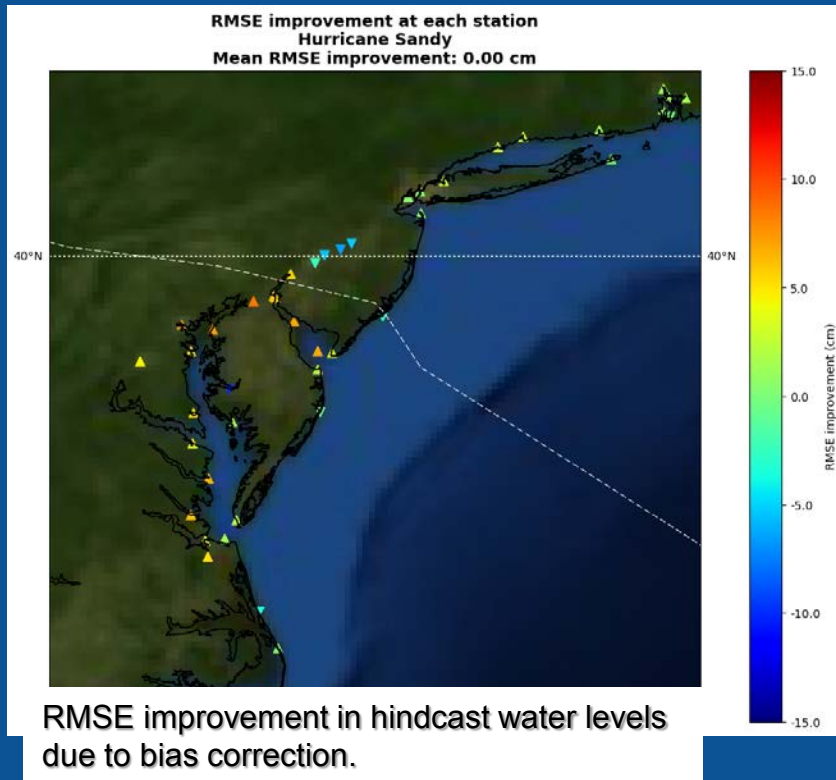 RMSE improvement at each station
Hurricane Sandy
Mean RMSE improvement: 0.00 cm
40°N
40°N
15.0
10.0
5.0
0.0
-5.0
-10.0
-15.0
RMSE improvement (cm)
RMSE improvement in hindcast water levels
due to bias correction.